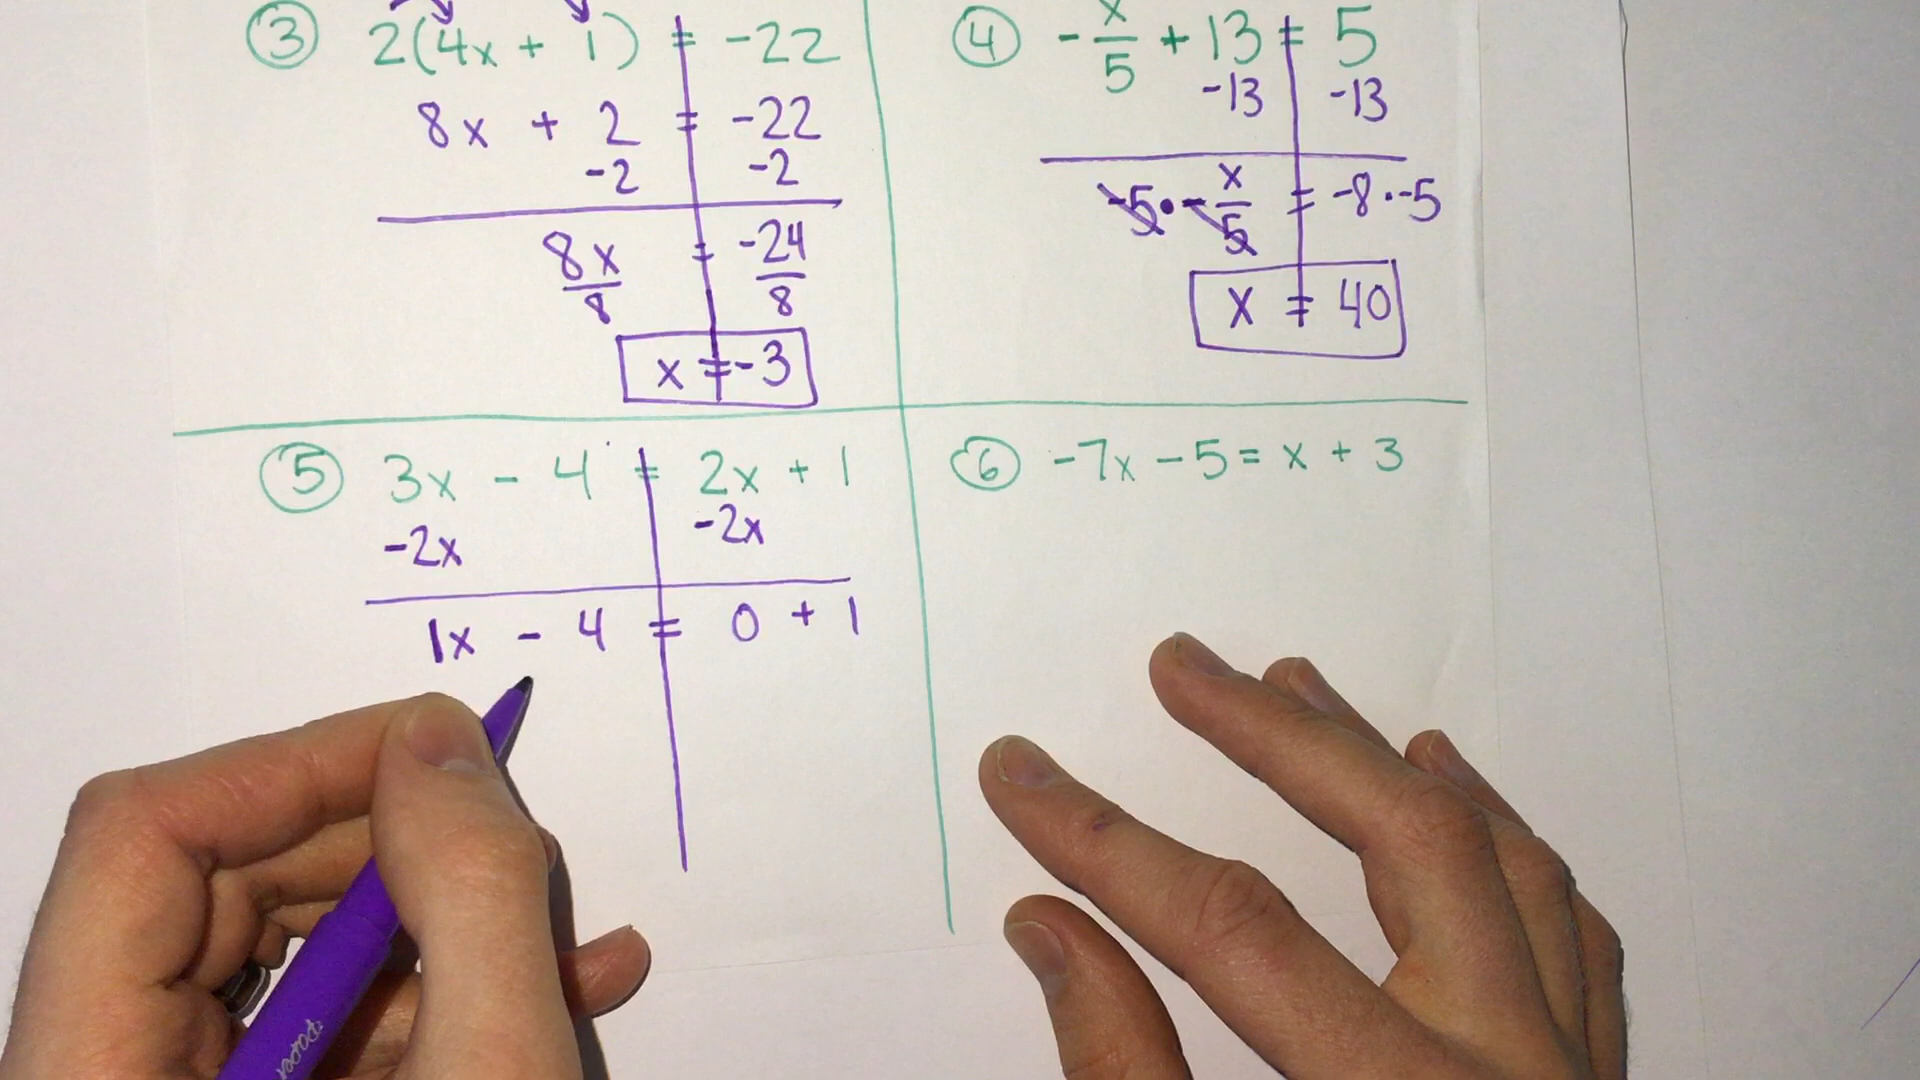 ③ 2(4x + 1) = -22
8x + 2 = -22
-2 -2
8x/8 = -24/8
x = -3
④ -x/5 + 13 = 5
-13 -13
-5 • -x/5 = -8 • -5
x = 40
⑤ 3x - 4 = 2x + 1
-2x -2x
1x - 4 = 0 + 1
⑥ -7x - 5 = x + 3
Paper